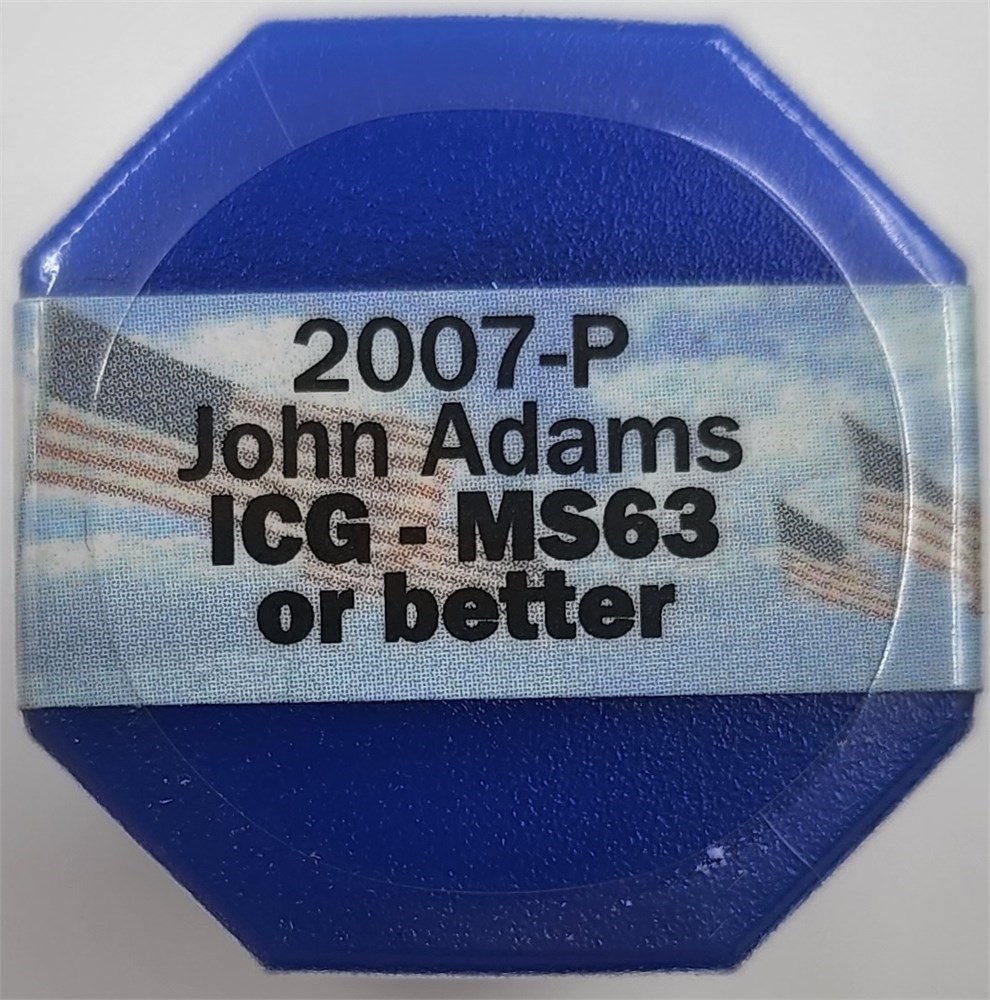 2007-P
John Adams
ICG - MS63
or better